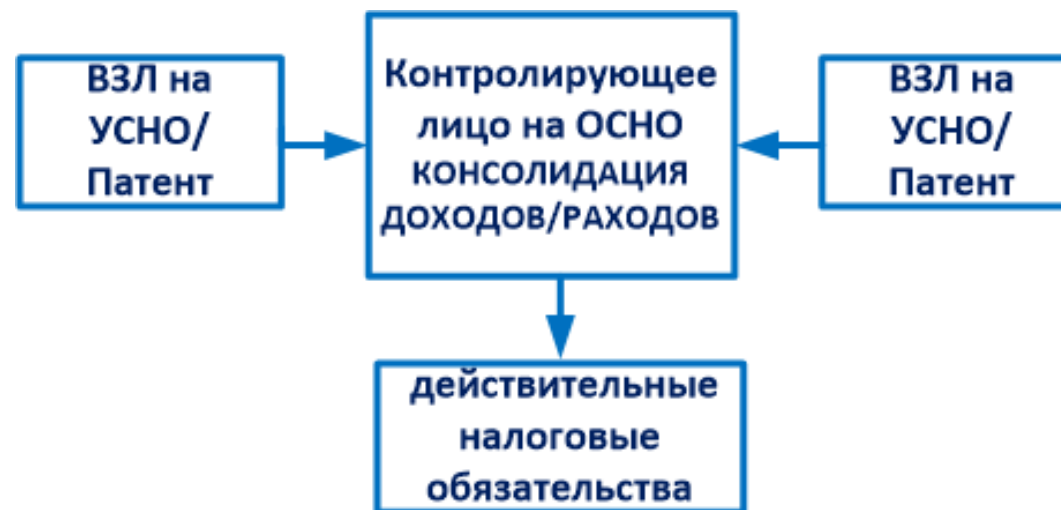 ВЗЛ на
УСНО/
Патент
Контролирующее
лицо на ОСНО
КОНСОЛИДАЦИЯ
ДОХОДОВ/РАХОДОВ
ВЗЛ на
УСНО/
Патент
действительные
налоговые
обязательства